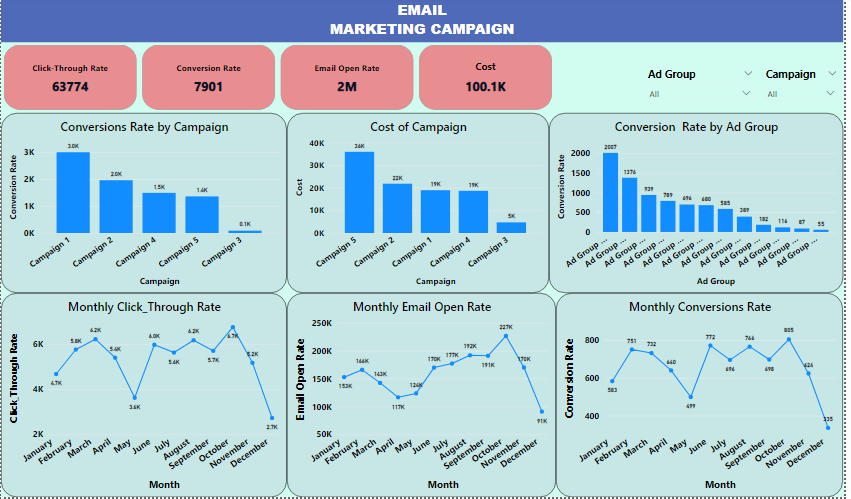 EMAIL
MARKETING CAMPAIGN
Click-Through Rate
63774
Conversion Rate
7901
Email Open Rate
2M
Cost
100.1K
Ad Group
All
Campaign
All
Conversions Rate by Campaign
Conversion Rate
3K
2K
1K
0K
3.0K
2.0K
1.5K
1.4K
0.1K
Campaign 1
Campaign 2
Campaign 4
Campaign 5
Campaign 3
Campaign
Cost of Campaign
Cost
40K
30K
20K
10K
0K
36K
22K
19K
19K
5K
Campaign 5
Campaign 2
Campaign 1
Campaign 4
Campaign 3
Campaign
Conversion Rate by Ad Group
Conversion Rate
2000
1500
1000
500
0
2007
1376
939
789
696
680
585
389
182
116
87
55
Ad Group ...
Ad Group ...
Ad Group ...
Ad Group ...
Ad Group ...
Ad Group ...
Ad Group ...
Ad Group ...
Ad Group ...
Ad Group ...
Ad Group ...
Ad Group ...
Ad Group
Monthly Click_Through Rate
Click_Through Rate
6K
4K
2K
4.7K
5.8K
6.2K
5.4K
3.6K
6.0K
5.6K
6.2K
5.7K
6.7K
5.2K
2.7K
January
February
March
April
May
June
July
August
September
October
November
December
Month
Monthly Email Open Rate
Email Open Rate
250K
200K
150K
100K
50K
153K
166K
143K
117K
124K
170K
177K
192K
191K
227K
170K
91K
January
February
March
April
May
June
July
August
September
October
November
December
Month
Monthly Conversions Rate
Conversion Rate
800
600
400
583
751
732
640
499
772
696
766
698
805
624
335
January
February
March
April
May
June
July
August
September
October
November
December
Month